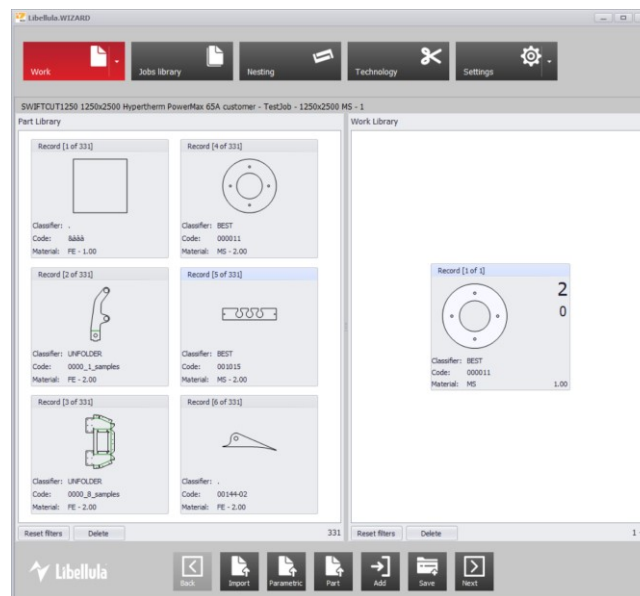 Libellula.WIZARD
Work
Jobs library
Nesting
Technology
Settings
SWIFTCUT1250 1250x2500 Hypertherm PowerMax 65A customer - TestJob - 1250x2500 MS - 1
Part Library
Record [1 of 331]
Classifier: .
Code: &àààà
Material: FE - 1.00
Record [4 of 331]
Classifier: BEST
Code: 000011
Material: MS - 2.00
Record [2 of 331]
Classifier: UNFOLDER
Code: 0000_1_samples
Material: FE - 2.00
Record [5 of 331]
Classifier: BEST
Code: 001015
Material: MS - 2.00
Record [3 of 331]
Classifier: UNFOLDER
Code: 0000_8_samples
Material: FE - 2.00
Record [6 of 331]
Classifier: .
Code: 00144-02
Material: FE - 2.00
Reset filters
Delete
331
Work Library
Record [1 of 1]
2
0
Classifier: BEST
Code: 000011
Material: MS 1.00
Reset filters
Delete
1
Libellula
Back
Import
Parametric
Part
Add
Save
Next